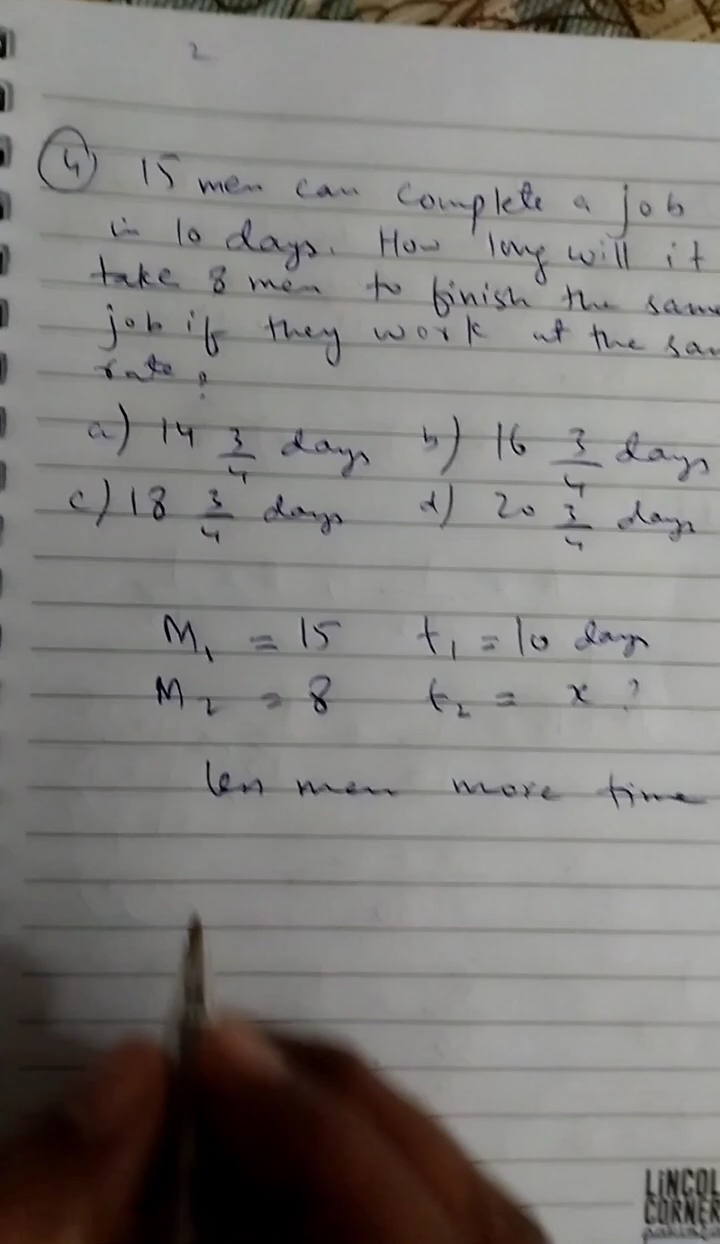 2
4) 15 men can complete a job
in 10 days. How long will it
take 8 men to finish the same
job if they work at the sam
rate?
a) 14 3/4 days b) 16 3/4 days
c) 18 3/4 days d) 20 3/4 days
M1 = 15 t1 = 10 days
M2 = 8 t2 = x ?
less men more time
LINCOL
CORNER